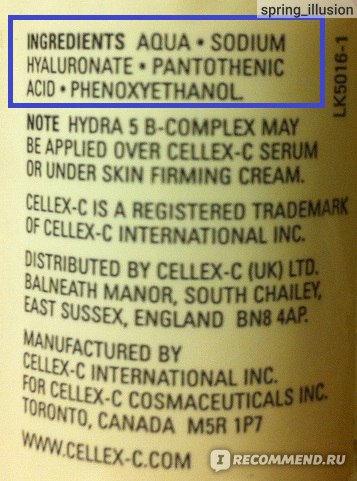 spring_illusion
INGREDIENTS AQUA • SODIUM
HYALURONATE • PANTOTHENIC
ACID • PHENOXYETHANOL.
LK5016-1
NOTE HYDRA 5 B-COMPLEX MAY
BE APPLIED OVER CELLEX-C SERUM
OR UNDER SKIN FIRMING CREAM.
CELLEX-C IS A REGISTERED TRADEMARK
OF CELLEX-C INTERNATIONAL INC.
DISTRIBUTED BY CELLEX-C (UK) LTD.
BALNEATH MANOR, SOUTH CHAILEY,
EAST SUSSEX, ENGLAND BN8 4AP.
MANUFACTURED BY
CELLEX-C INTERNATIONAL INC.
FOR CELLEX-C COSMACEUTICALS INC.
TORONTO, CANADA M5R 1P7
WWW.CELLEX-C.COM
I RECOMMEND.RU